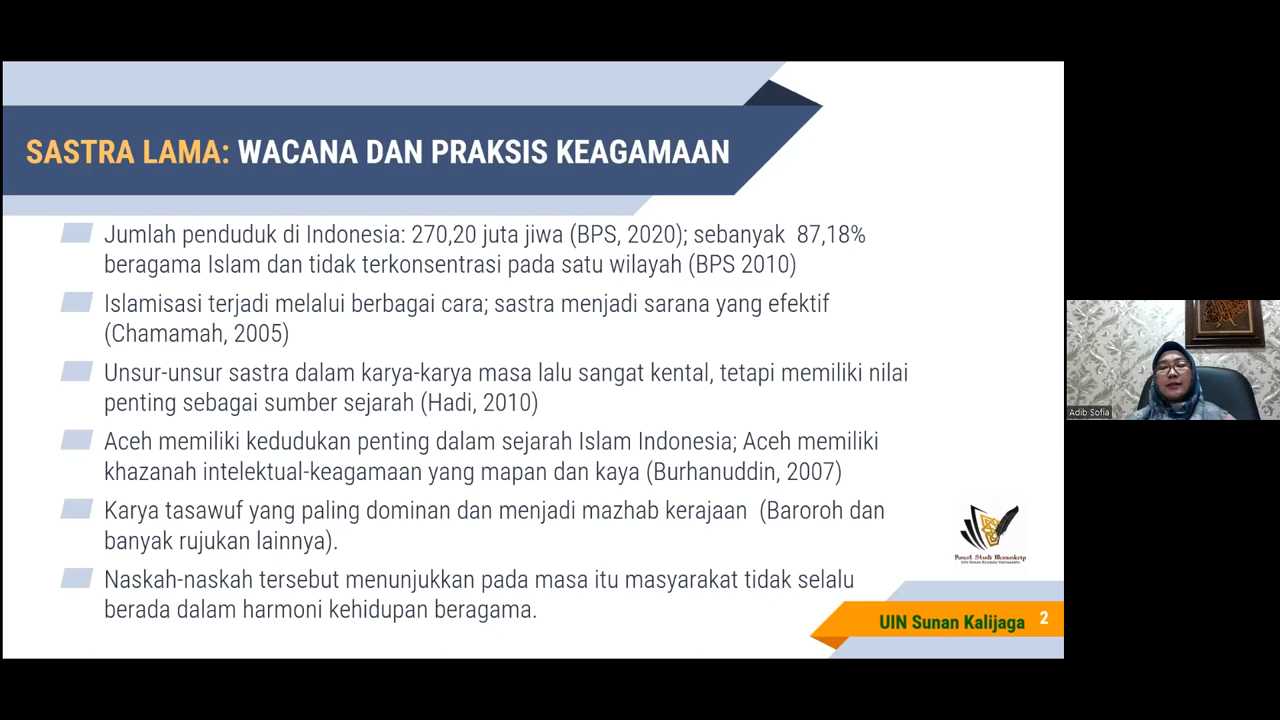 SASTRA LAMA: WACANA DAN PRAKSIS KEAGAMAAN
Jumlah penduduk di Indonesia: 270,20 juta jiwa (BPS, 2020); sebanyak 87,18%
beragama Islam dan tidak terkonsentrasi pada satu wilayah (BPS 2010)
Islamisasi terjadi melalui berbagai cara; sastra menjadi sarana yang efektif
(Chamamah, 2005)
Unsur-unsur sastra dalam karya-karya masa lalu sangat kental, tetapi memiliki nilai
penting sebagai sumber sejarah (Hadi, 2010)
Aceh memiliki kedudukan penting dalam sejarah Islam Indonesia; Aceh memiliki
khazanah intelektual-keagamaan yang mapan dan kaya (Burhanuddin, 2007)
Karya tasawuf yang paling dominan dan menjadi mazhab kerajaan (Baroroh dan
banyak rujukan lainnya).
Naskah-naskah tersebut menunjukkan pada masa itu masyarakat tidak selalu
berada dalam harmoni kehidupan beragama.
Pusat Studi Manuskrip
UIN Sunan Kalijaga 2
Adib Sofia